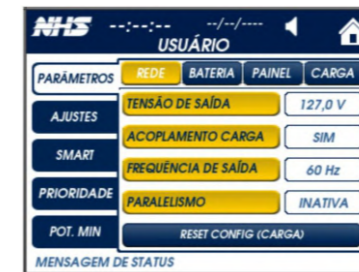 NHS --:--:-- --/--/----
USUÁRIO
PARÂMETROS REDE BATERIA PAINEL CARGA
TENSÃO DE SAÍDA 127,0 V
AJUSTES
ACOPLAMENTO CARGA SIM
SMART
FREQUÊNCIA DE SAÍDA 60 Hz
PRIORIDADE
PARALELISMO INATIVA
POT. MIN RESET CONFIG (CARGA)
MENSAGEM DE STATUS